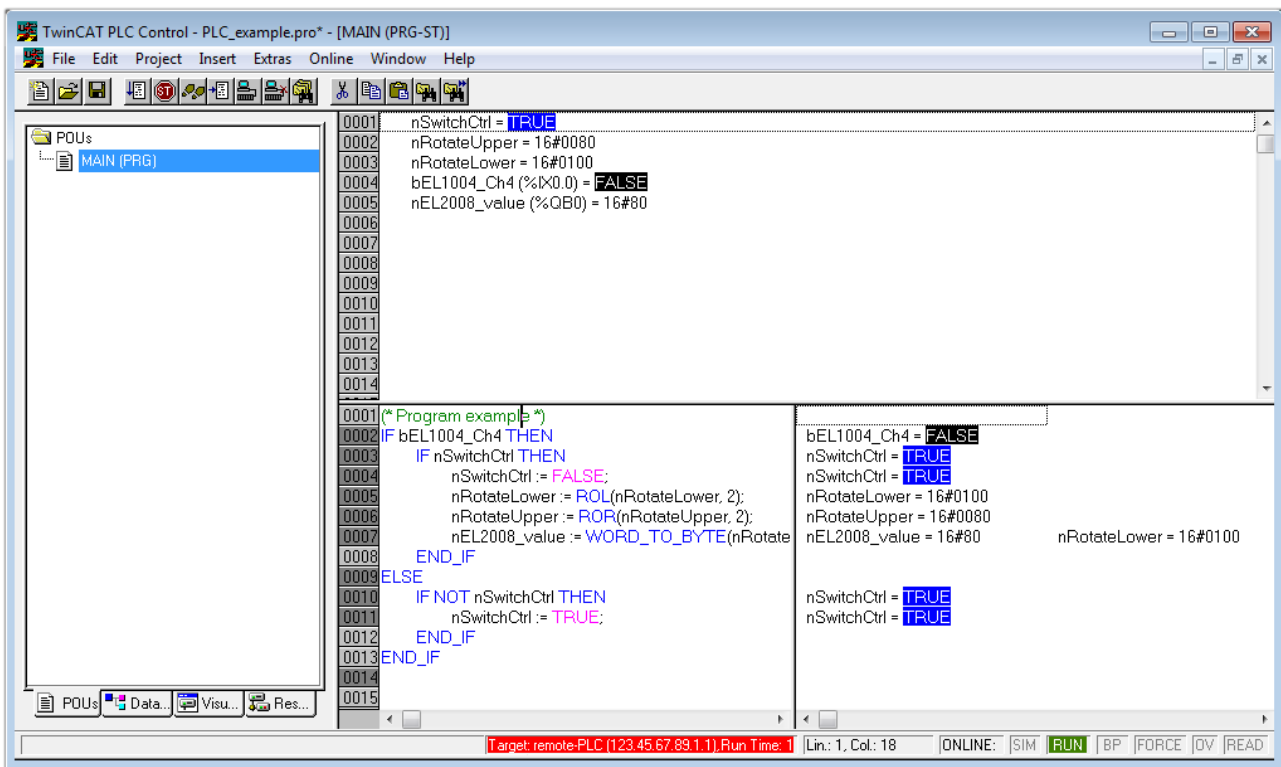 TwinCAT PLC Control - PLC_example.pro* - [MAIN (PRG-ST)]
File Edit Project Insert Extras Online Window Help
POUs
MAIN (PRG)
0001 nSwitchCtrl = TRUE
0002 nRotateUpper = 16#0080
0003 nRotateLower = 16#0100
0004 bEL1004_Ch4 (%IX0.0) = FALSE
0005 nEL2008_value (%QB0) = 16#80
0006
0007
0008
0009
0010
0011
0012
0013
0014
0001 (* Program example *)
0002 IF bEL1004_Ch4 THEN bEL1004_Ch4 = FALSE
0003 IF nSwitchCtrl THEN nSwitchCtrl = TRUE
0004 nSwitchCtrl := FALSE; nSwitchCtrl = TRUE
0005 nRotateLower := ROL(nRotateLower, 2); nRotateLower = 16#0100
0006 nRotateUpper := ROR(nRotateUpper, 2); nRotateUpper = 16#0080
0007 nEL2008_value := WORD_TO_BYTE(nRotate nEL2008_value = 16#80 nRotateLower = 16#0100
0008 END_IF
0009 ELSE
0010 IF NOT nSwitchCtrl THEN nSwitchCtrl = TRUE
0011 nSwitchCtrl := TRUE; nSwitchCtrl = TRUE
0012 END_IF
0013 END_IF
0014
0015
POUs Data... Visu... Res...
Target: remote-PLC (123.45.67.89.1.1), Run Time: 1 Lin.: 1, Col.: 18 ONLINE: SIM RUN BP FORCE OV READ